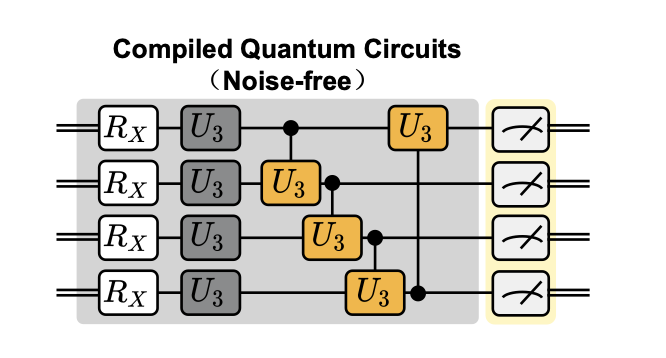 Compiled Quantum Circuits
（Noise-free）
R_X U_3 U_3
R_X U_3 U_3
R_X U_3 U_3
R_X U_3 U_3